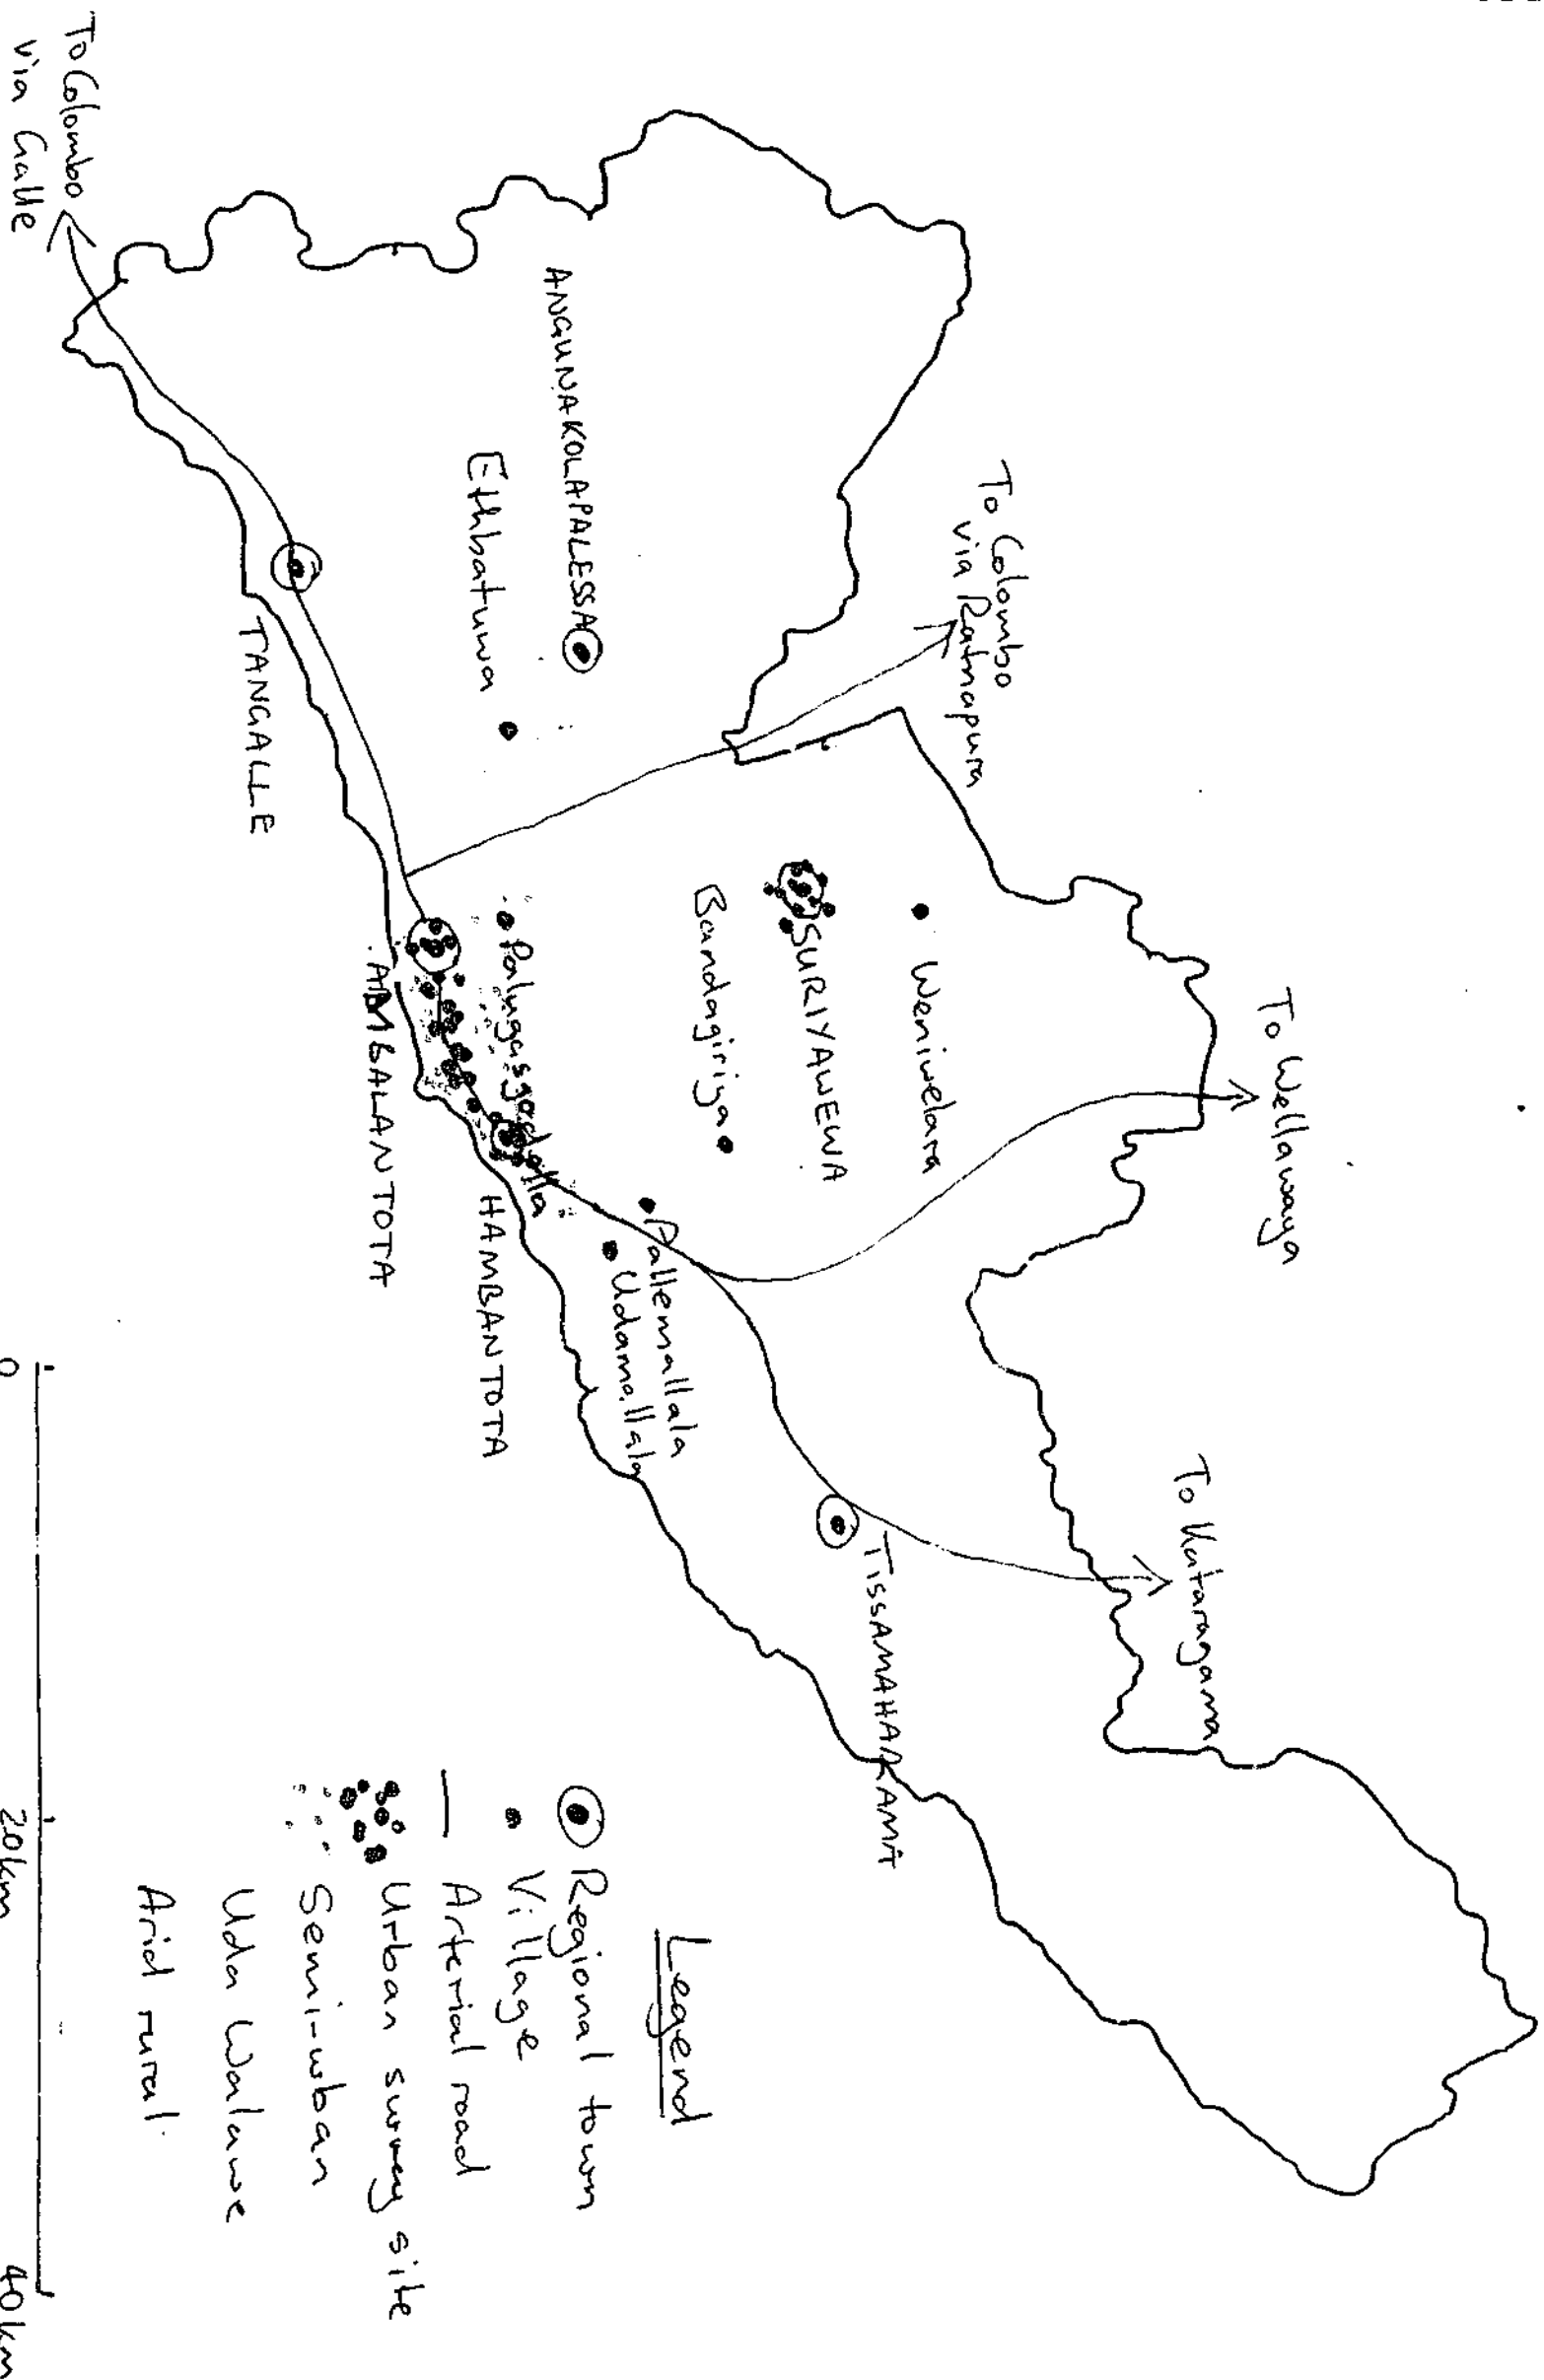 To Wellawaya
To Kataragama
To Colombo
via Ratnapura
Weniwelara
SURIYAWEWA
TISSAMAHARAMA
Bandagiriya
Pallemallala
Udamallala
ANGUNAKOLAPALESSA
Ethbatuwa
Palugasgodalla
HAMBANTOTA
AMBALANTOTA
TANGALLE
To Colombo
via Galle
Legend
Regional town
Village
Arterial road
Urban survey site
Semi-urban
Uda Walawe
Arid rural
0 20km 40km